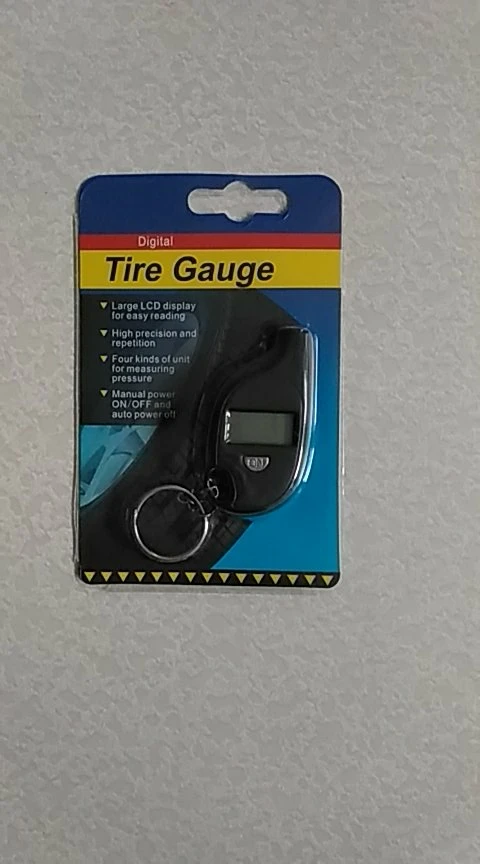 Digital
Tire Gauge
Large LCD display
for easy reading
High precision and
repetition
Four kinds of unit
for measuring
pressure
Manual power
ON/OFF and
auto power off
ON